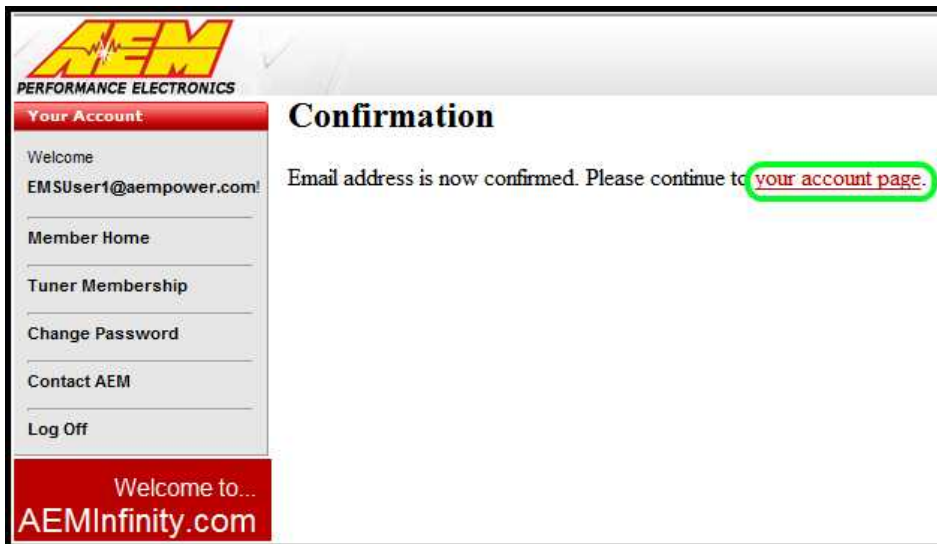 AEM
PERFORMANCE ELECTRONICS
Your Account
Welcome
EMSUser1@aempower.com!
Member Home
Tuner Membership
Change Password
Contact AEM
Log Off
Welcome to...
AEMInfinity.com
Confirmation
Email address is now confirmed. Please continue to your account page.